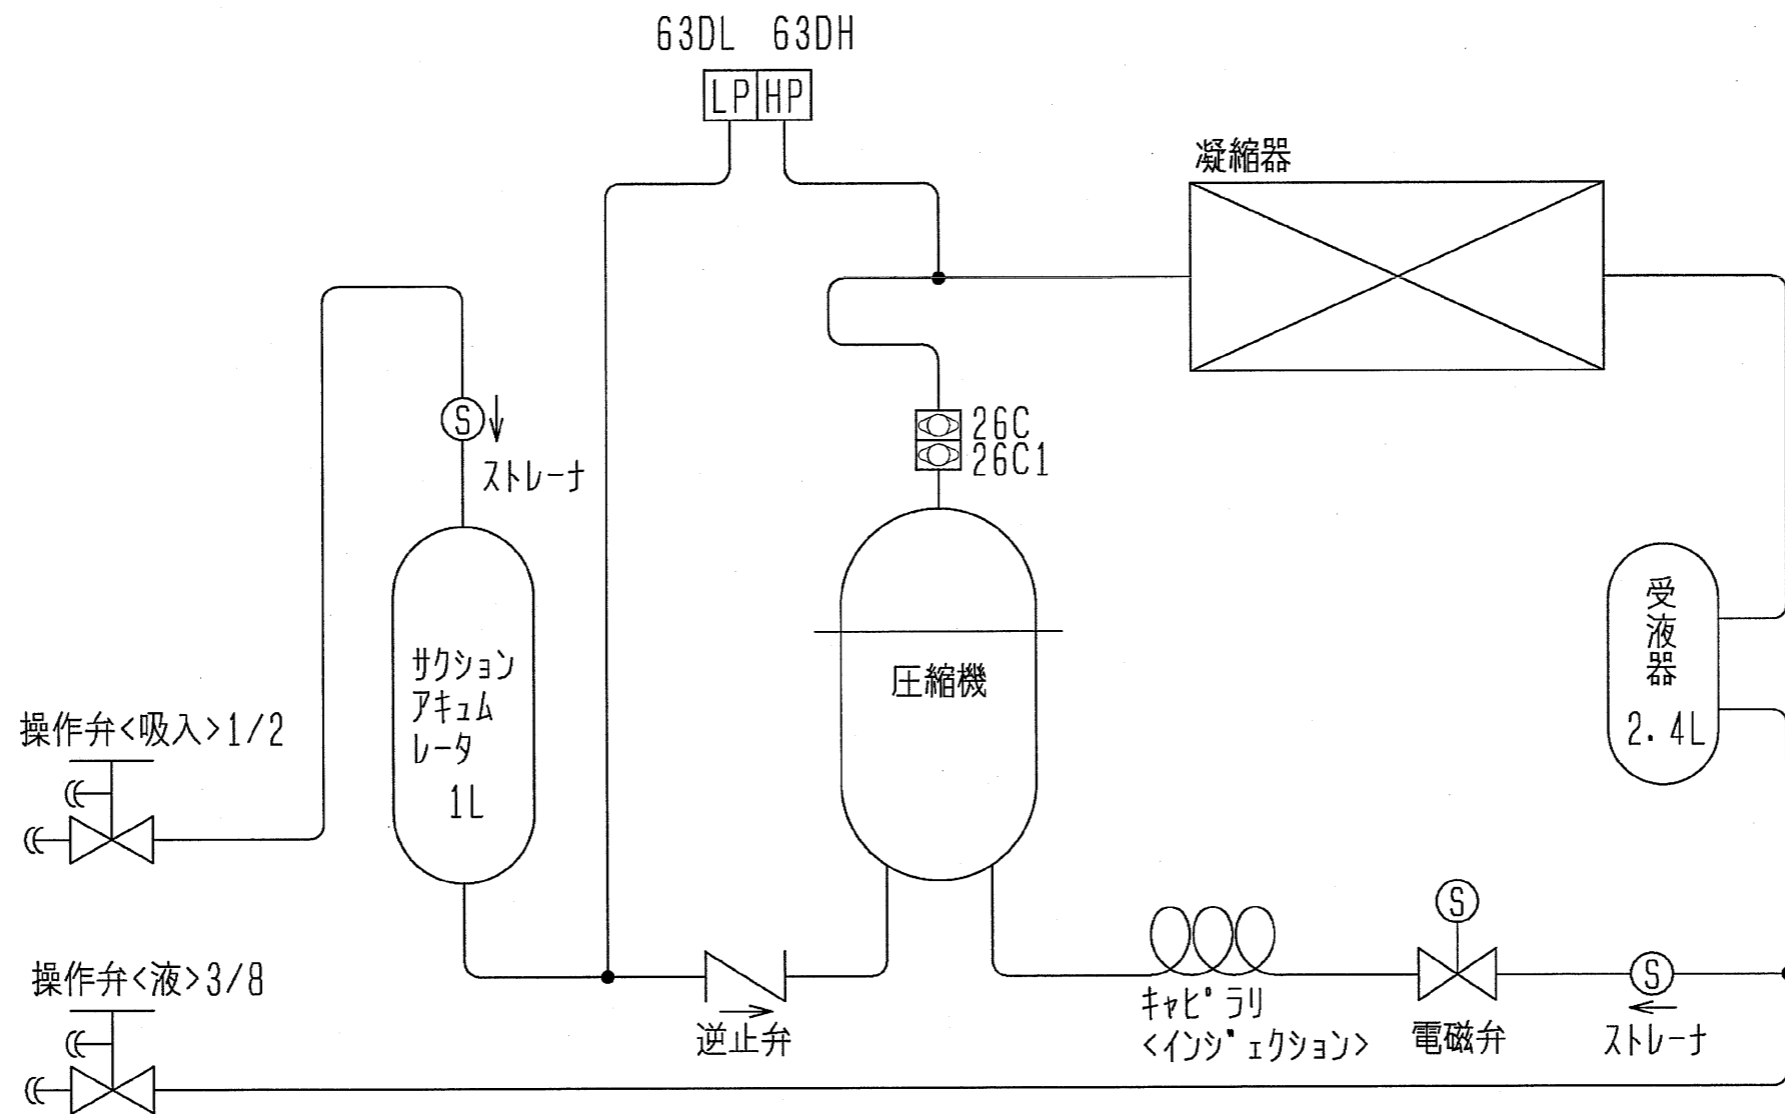 63DL 63DH
LP HP
凝縮器
S
ストレーナ
26C
26C1
サクション
アキュム
レータ
1L
圧縮機
受液器
2.4L
操作弁<吸入>1/2
操作弁<液>3/8
逆止弁
キャピラリ
<インジェクション>
S
電磁弁
S
ストレーナ